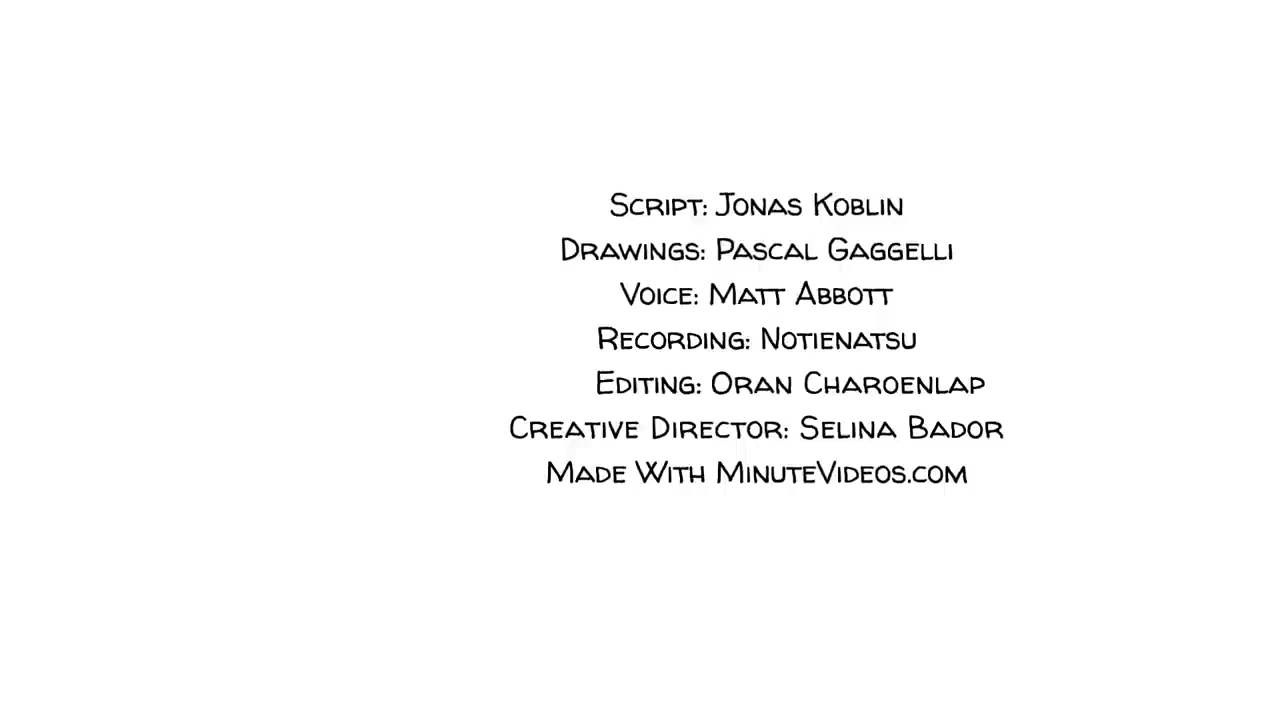 Script: Jonas Koblin
Drawings: Pascal Gaggelli
Voice: Matt Abbott
Recording: Notienatsu
Editing: Oran Charoenlap
Creative Director: Selina Bador
Made With MinuteVideos.com